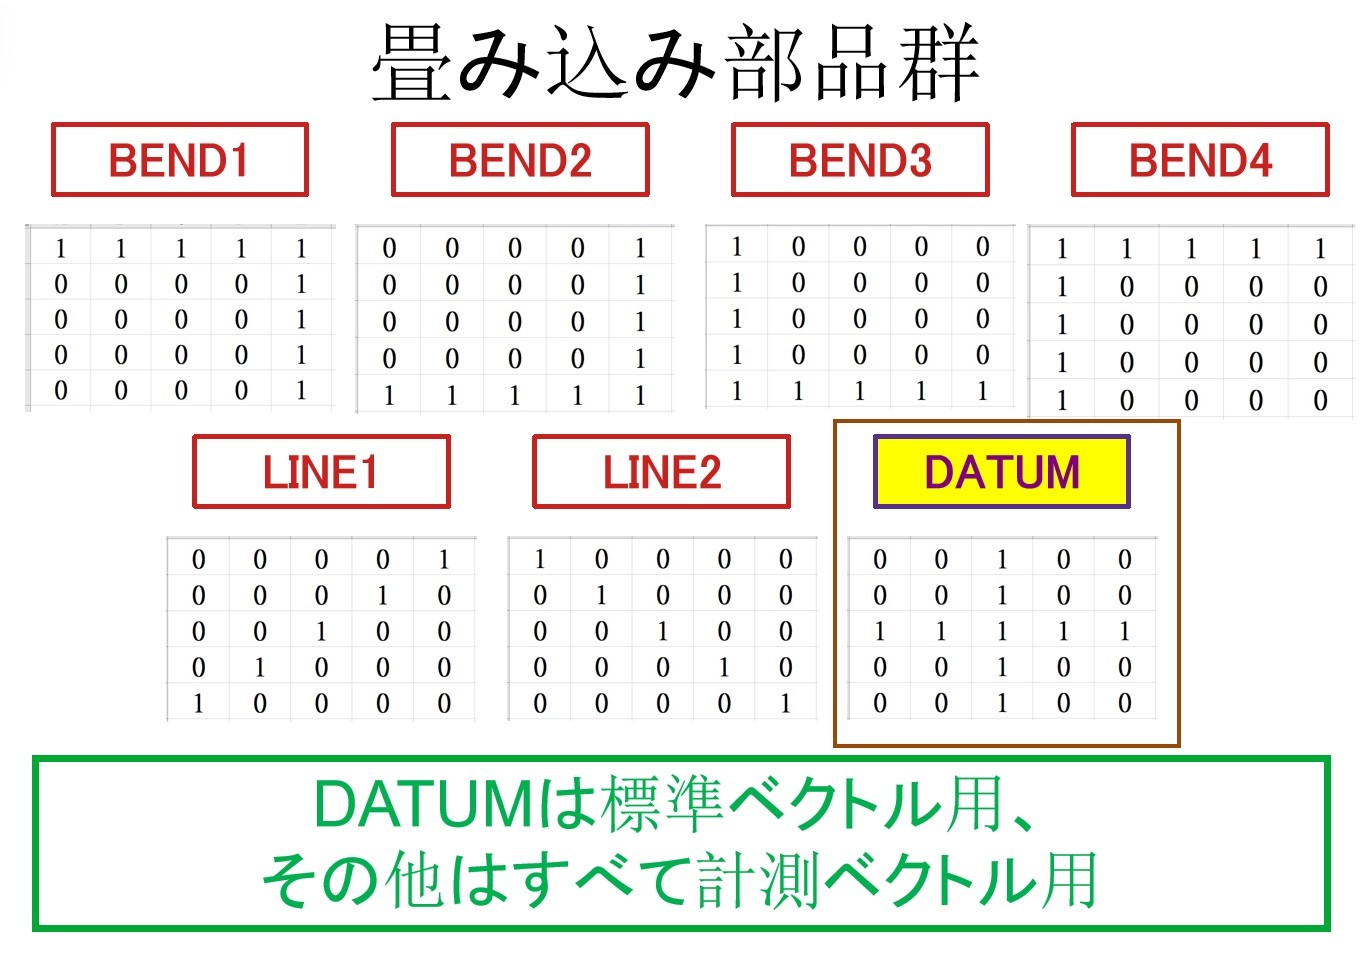 畳み込み部品群
BEND1 BEND2 BEND3 BEND4
1 1 1 1 1 0 0 0 0 1 1 0 0 0 0 1 1 1 1 1
0 0 0 0 1 0 0 0 0 1 1 0 0 0 0 1 0 0 0 0
0 0 0 0 1 0 0 0 0 1 1 0 0 0 0 1 0 0 0 0
0 0 0 0 1 0 0 0 0 1 1 0 0 0 0 1 0 0 0 0
0 0 0 0 1 1 1 1 1 1 1 1 1 1 1 1 0 0 0 0
LINE1 LINE2 DATUM
0 0 0 0 1 1 0 0 0 0 0 0 1 0 0
0 0 0 1 0 0 1 0 0 0 0 0 1 0 0
0 0 1 0 0 0 0 1 0 0 1 1 1 1 1
0 1 0 0 0 0 0 0 1 0 0 0 1 0 0
1 0 0 0 0 0 0 0 0 1 0 0 1 0 0
DATUMは標準ベクトル用、
その他はすべて計測ベクトル用